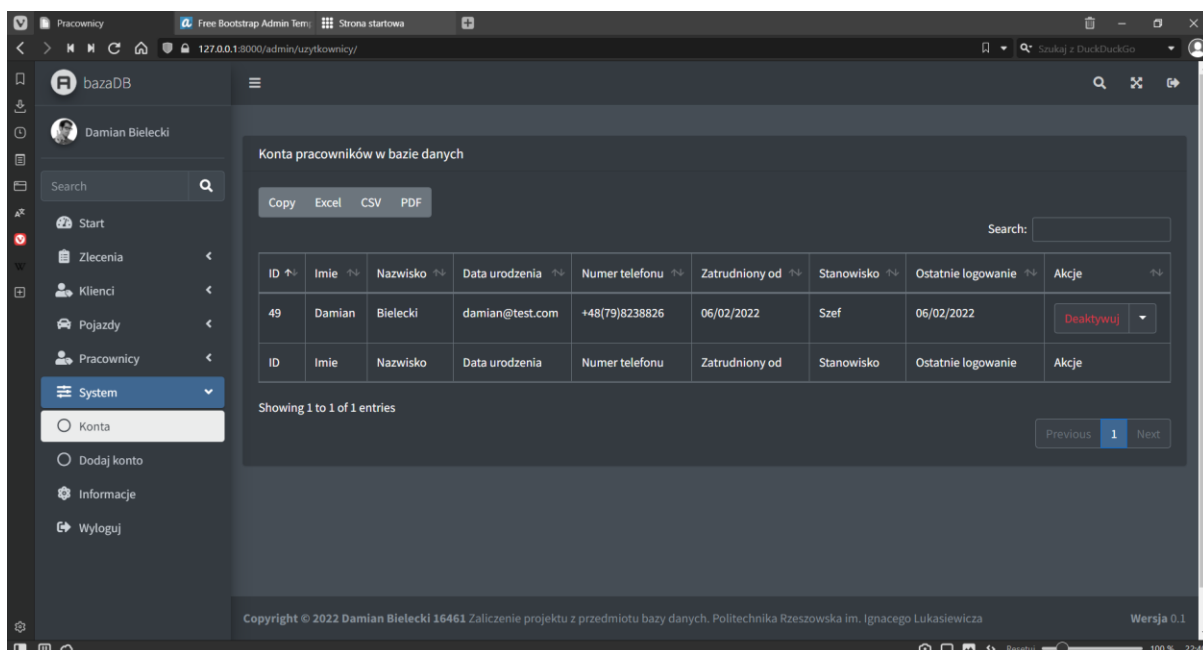 Pracownicy
Free Bootstrap Admin Tem
Strona startowa
127.0.0.1:8000/admin/uzytkownicy/
Szukaj z DuckDuckGo
bazaDB
Damian Bielecki
Search
Start
Zlecenia
Klienci
Pojazdy
Pracownicy
System
Konta
Dodaj konto
Informacje
Wyloguj
Konta pracowników w bazie danych
Copy Excel CSV PDF
Search:
ID Imie Nazwisko Data urodzenia Numer telefonu Zatrudniony od Stanowisko Ostatnie logowanie Akcje
49 Damian Bielecki damian@test.com +48(79)8238826 06/02/2022 Szef 06/02/2022 Deaktywuj
ID Imie Nazwisko Data urodzenia Numer telefonu Zatrudniony od Stanowisko Ostatnie logowanie Akcje
Showing 1 to 1 of 1 entries
Previous 1 Next
Copyright © 2022 Damian Bielecki 16461 Zaliczenie projektu z przedmiotu bazy danych. Politechnika Rzeszowska im. Ignacego Lukasiewicza Wersja 0.1
Resetuj 100 %